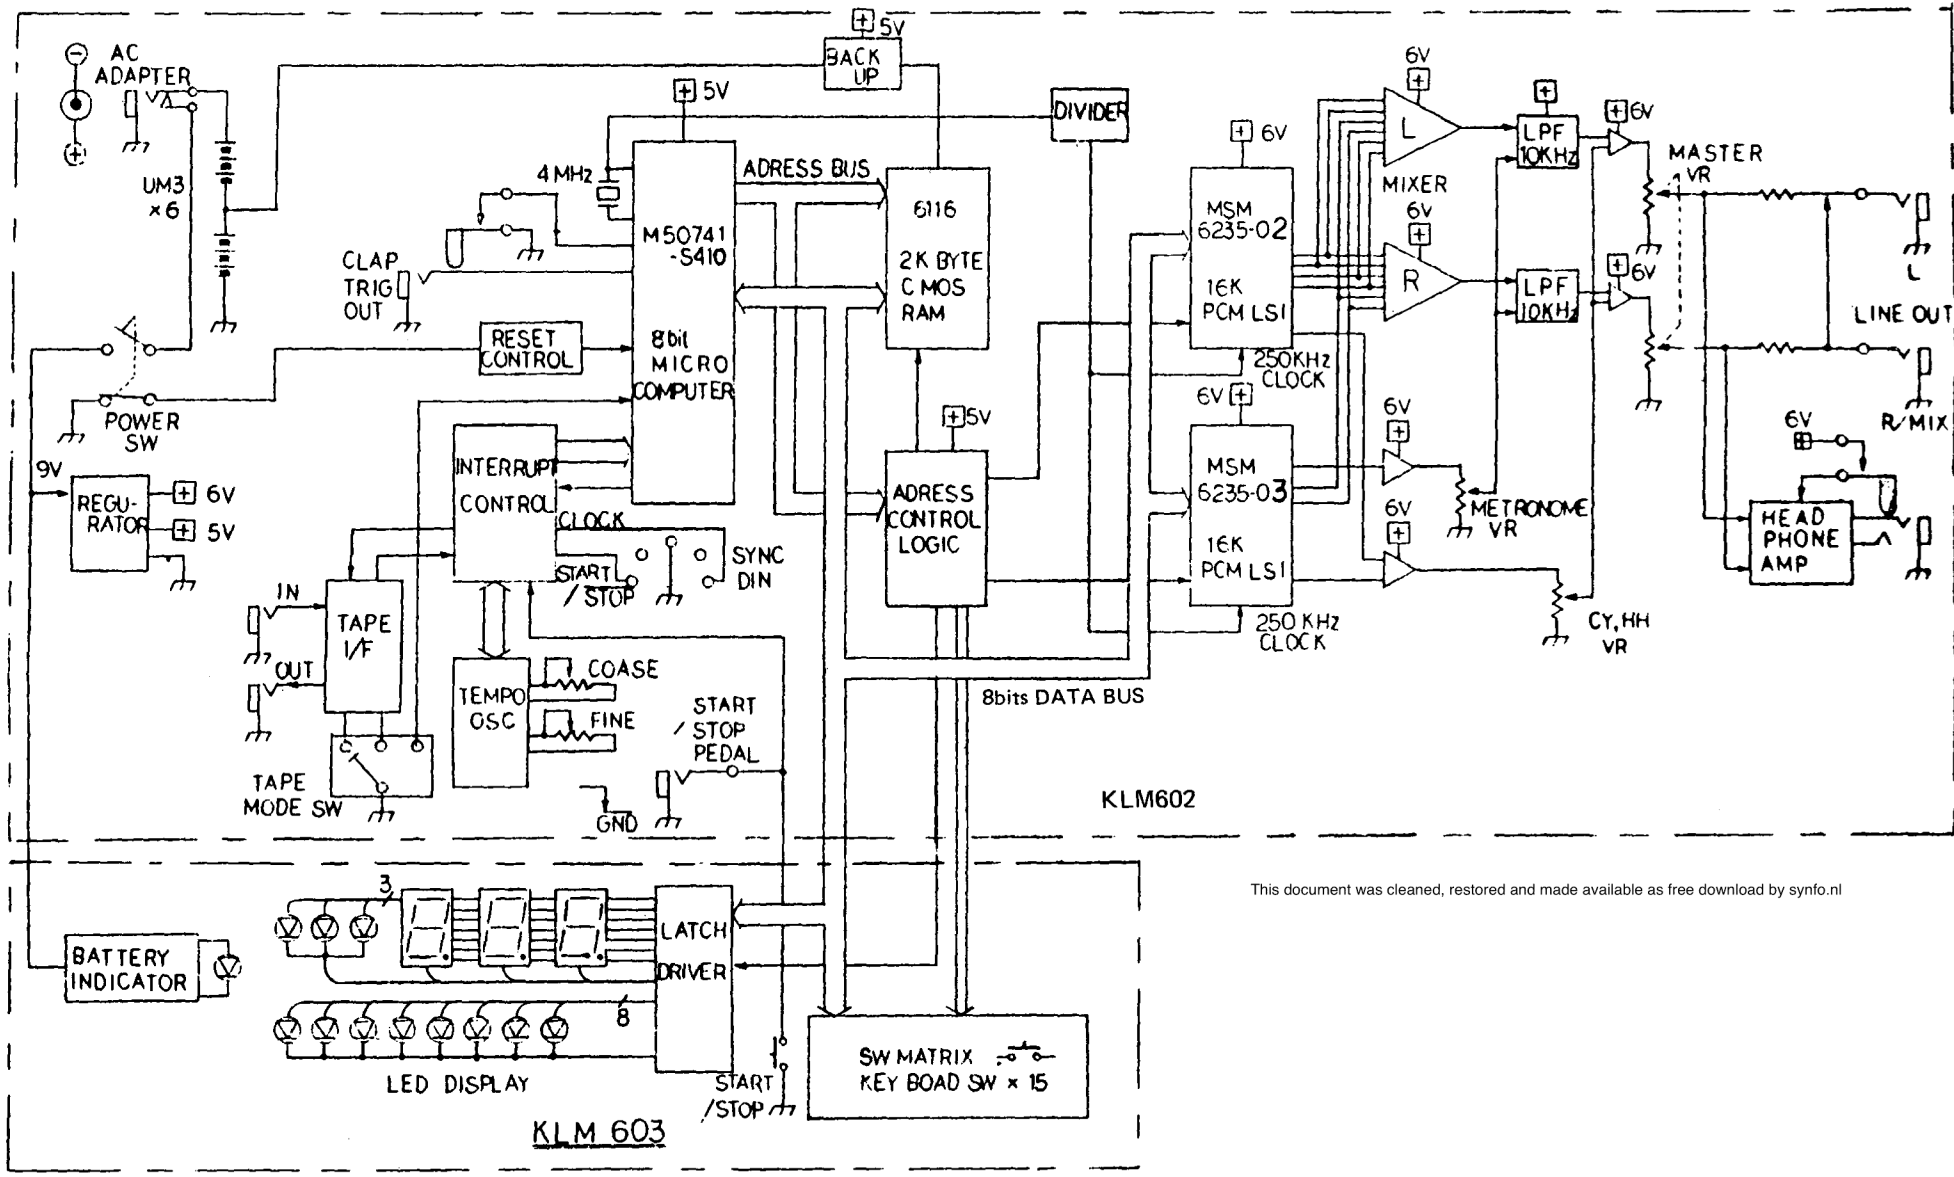 AC
ADAPTER
UM3
×6
5V
BACK
UP
5V
DIVIDER
4MHz
ADRESS BUS
M50741
-S410
8bit
MICRO
COMPUTER
6116
2K BYTE
C MOS
RAM
CLAP
TRIG
OUT
RESET
CONTROL
POWER
SW
9V
REGU-
RATOR
6V
5V
INTERRUPT
CONTROL
CLOCK
START
/STOP
SYNC
DIN
5V
ADRESS
CONTROL
LOGIC
6V
MSM
6235-02
16K
PCM LSI
250KHz
CLOCK
6V
MSM
6235-03
16K
PCM LSI
250 KHz
CLOCK
6V
L
MIXER
6V
R
LPF
10KHz
6V
LPF
10KHz
6V
MASTER
VR
L
LINE OUT
R/MIX
6V
METRONOME
VR
6V
CY,HH
VR
6V
HEAD
PHONE
AMP
IN
OUT
TAPE
I/F
TAPE
MODE SW
TEMPO
OSC
COASE
FINE
START
/STOP
PEDAL
GND
8bits DATA BUS
KLM602
This document was cleaned, restored and made available as free download by synfo.nl
BATTERY
INDICATOR
3
8
LATCH
DRIVER
LED DISPLAY
START
/STOP
SW MATRIX
KEY BOAD SW × 15
KLM 603